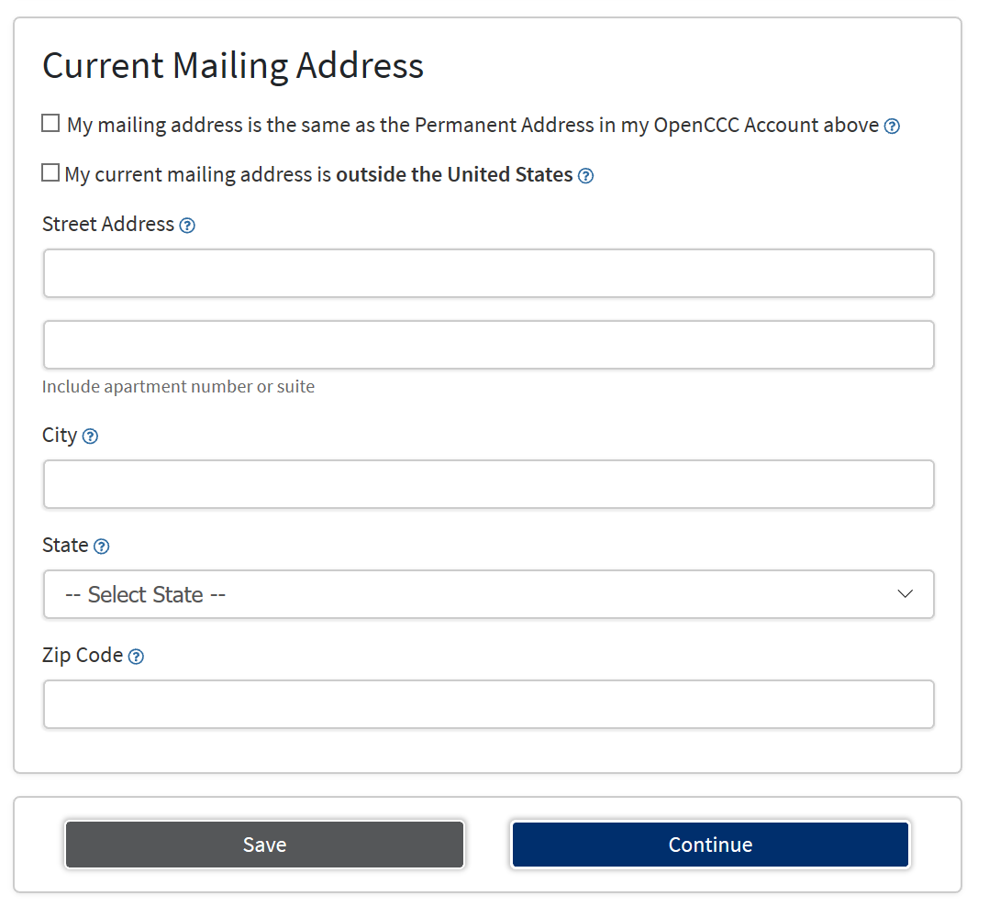 Current Mailing Address
My mailing address is the same as the Permanent Address in my OpenCCC Account above ?
My current mailing address is outside the United States ?
Street Address ?
Include apartment number or suite
City ?
State ?
-- Select State --
Zip Code ?
Save
Continue